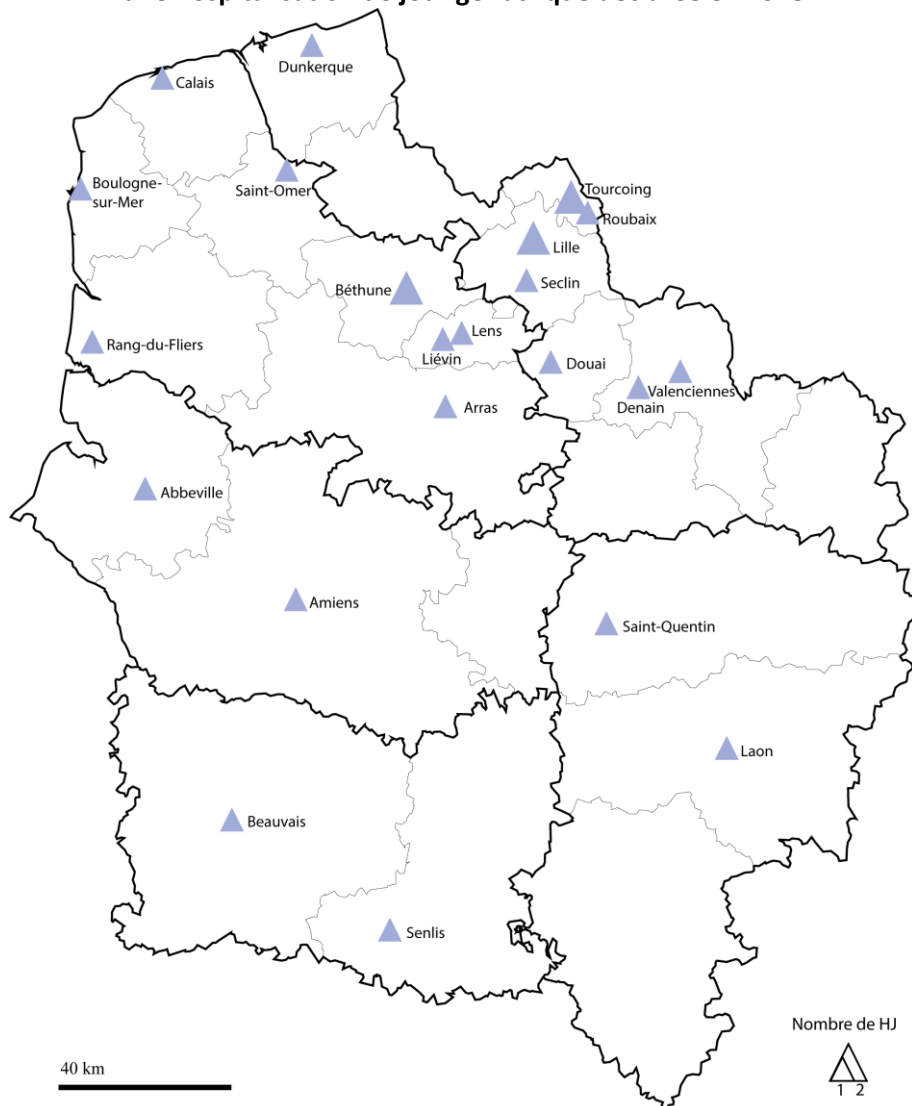 Dunkerque
Calais
Saint-Omer
Boulogne-
sur-Mer
Tourcoing
Roubaix
Lille
Seclin
Béthune
Lens
Liévin
Rang-du-Fliers
Douai
Valenciennes
Denain
Arras
Abbeville
Amiens
Saint-Quentin
Laon
Beauvais
Senlis
Nombre de HJ
1 2
40 km